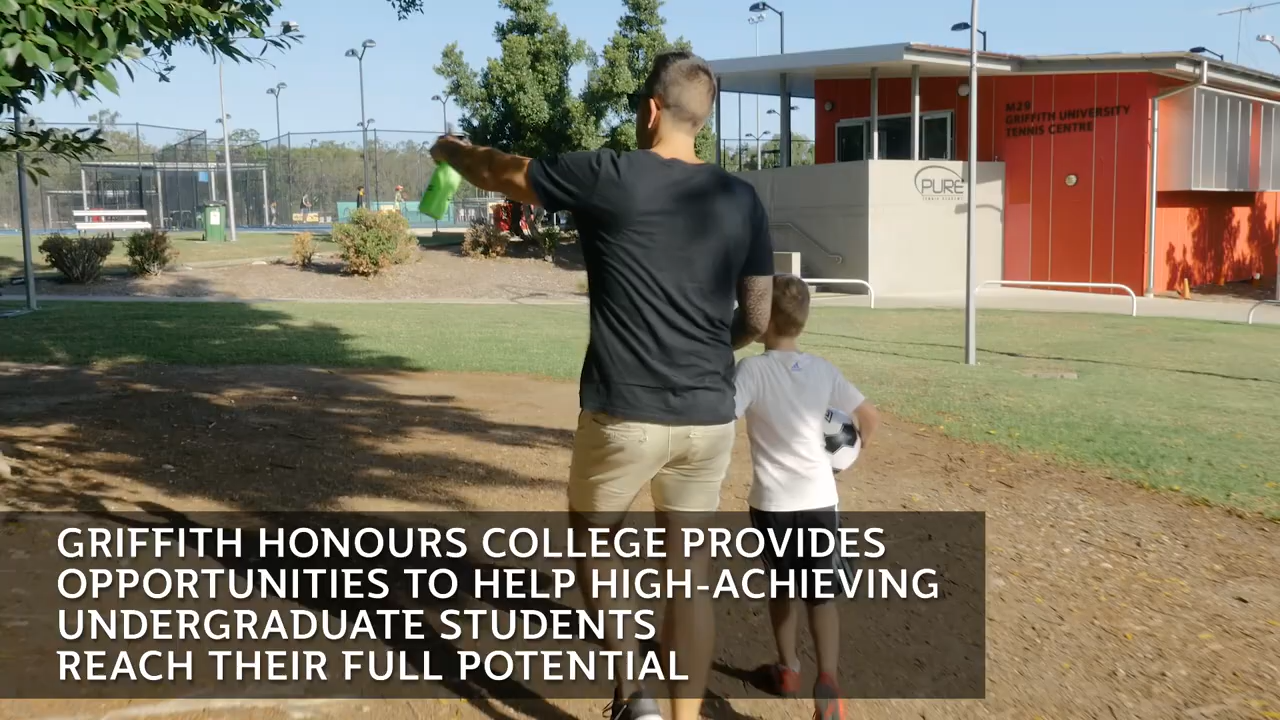 M29
GRIFFITH UNIVERSITY
TENNIS CENTRE
PURE
GRIFFITH HONOURS COLLEGE PROVIDES
OPPORTUNITIES TO HELP HIGH-ACHIEVING
UNDERGRADUATE STUDENTS
REACH THEIR FULL POTENTIAL